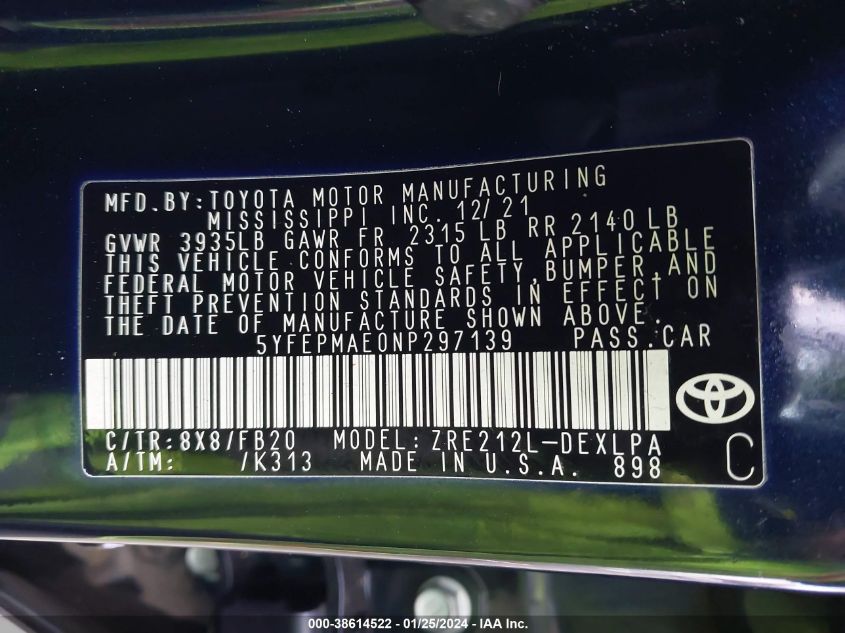 MFD.BY:TOYOTA MOTOR MANUFACTURING
MISSISSIPPI INC. 12/21
GVWR 3935LB GAWR FR 2315 LB RR 2140 LB
THIS VEHICLE CONFORMS TO ALL APPLICABLE
FEDERAL MOTOR VEHICLE SAFETY,BUMPER,AND
THEFT PREVENTION STANDARDS IN EFFECT ON
THE DATE OF MANUFACTURE SHOWN ABOVE.
5YFEPMAE0NP297139 PASS.CAR
C/TR:8X8/FB20 MODEL: ZRE212L-DEXLPA
A/TM: /K313 MADE IN U.S.A. 898
C
000-38614522 - 01/25/2024 - IAA Inc.